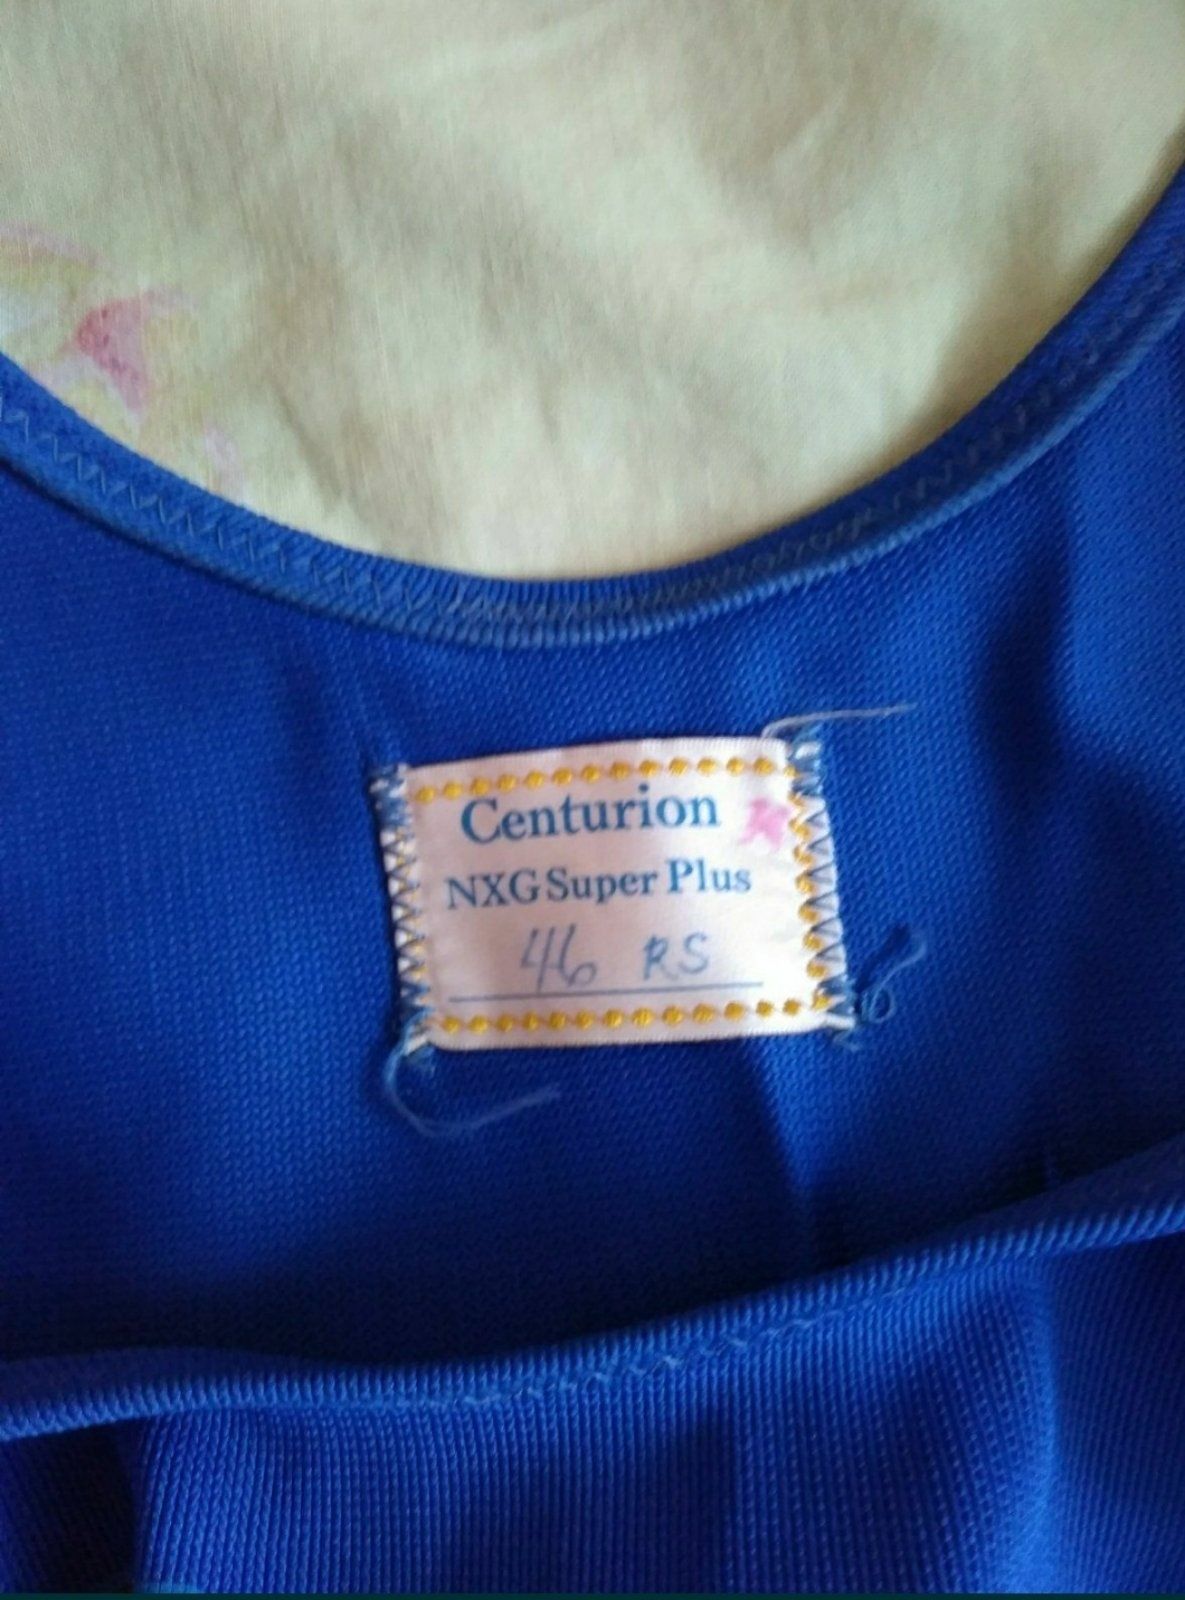 Centurion
NXG Super Plus
46 RS